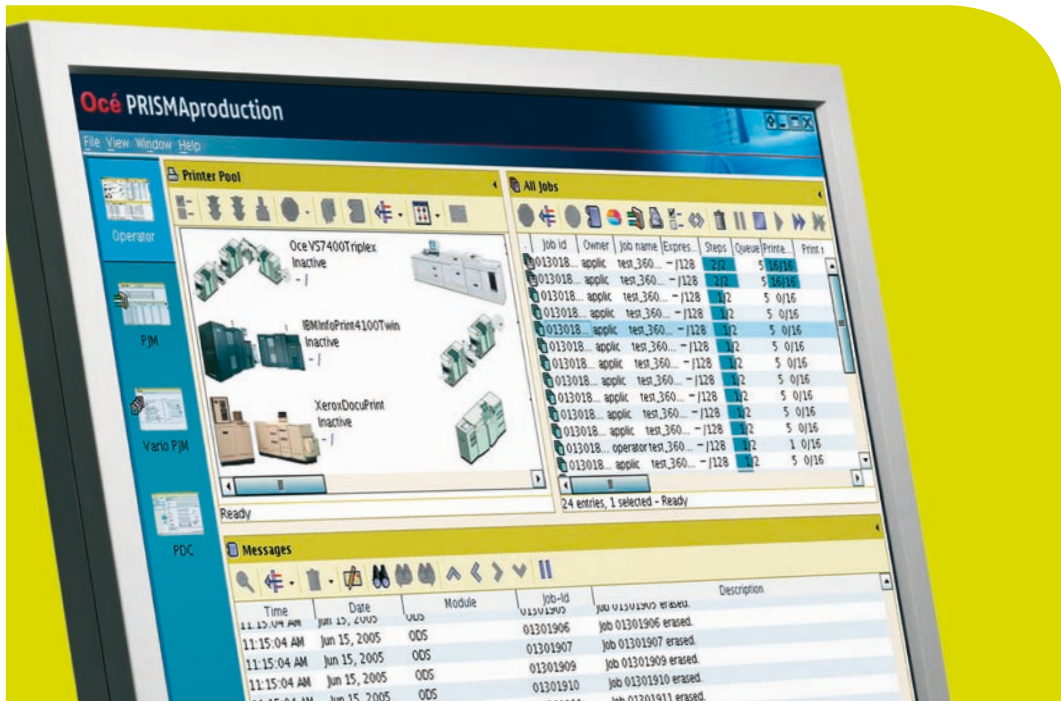 Océ PRISMAproduction
File View Window Help
Operator
PJM
Vario PJM
PDC
Printer Pool
Oce VS7400Triplex
Inactive
- /
IBMInfoPrint4100Twin
Inactive
- /
XeroxDocuPrint
Inactive
- /
Ready
All Jobs
Job id Owner Job name Expres... Steps Queue Printe... Print
013018... applic test_360... - /128 2/2 5 16/16
013018... applic test_360... - /128 2/2 5 16/16
013018... applic test_360... - /128 1/2 5 0/16
013018... applic test_360... - /128 1/2 5 0/16
013018... applic test_360... - /128 1/2 5 0/16
013018... applic test_360... - /128 1/2 5 0/16
013018... applic test_360... - /128 1/2 5 0/16
013018... applic test_360... - /128 1/2 5 0/16
013018... applic test_360... - /128 1/2 5 0/16
013018... applic test_360... - /128 1/2 5 0/16
013018... operator test_360... - /128 1/2 1 0/16
013018... applic test_360... - /128 1/2 5 0/16
24 entries, 1 selected - Ready
Messages
Time Date Module Job-Id Description
11:15:04 AM Jun 15, 2005 ODS 01301905 Job 01301905 erased.
11:15:04 AM Jun 15, 2005 ODS 01301906 Job 01301906 erased.
11:15:04 AM Jun 15, 2005 ODS 01301907 Job 01301907 erased.
11:15:04 AM Jun 15, 2005 ODS 01301909 Job 01301909 erased.
01301910 Job 01301910 erased.
Job 01301911 erased.